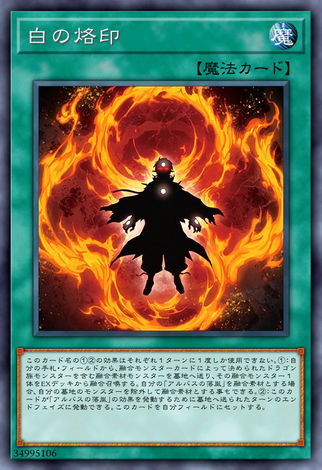 白の烙印
魔
【魔法カード】
このカード名の①②の効果はそれぞれ１ターンに１度しか使用できない。①：自
分の手札・フィールドから、融合モンスターカードによって決められたドラゴン
族モンスターを含む融合素材モンスターを墓地へ送り、その融合モンスター１
体をEXデッキから融合召喚する。自分の「アルバスの落胤」を融合素材とする場
合、自分の墓地のモンスターを除外して融合素材とする事もできる。②：このカー
ドが「アルバスの落胤」の効果を発動するために墓地へ送られたターンのエン
ドフェイズに発動できる。このカードを自分フィールドにセットする。
34995106